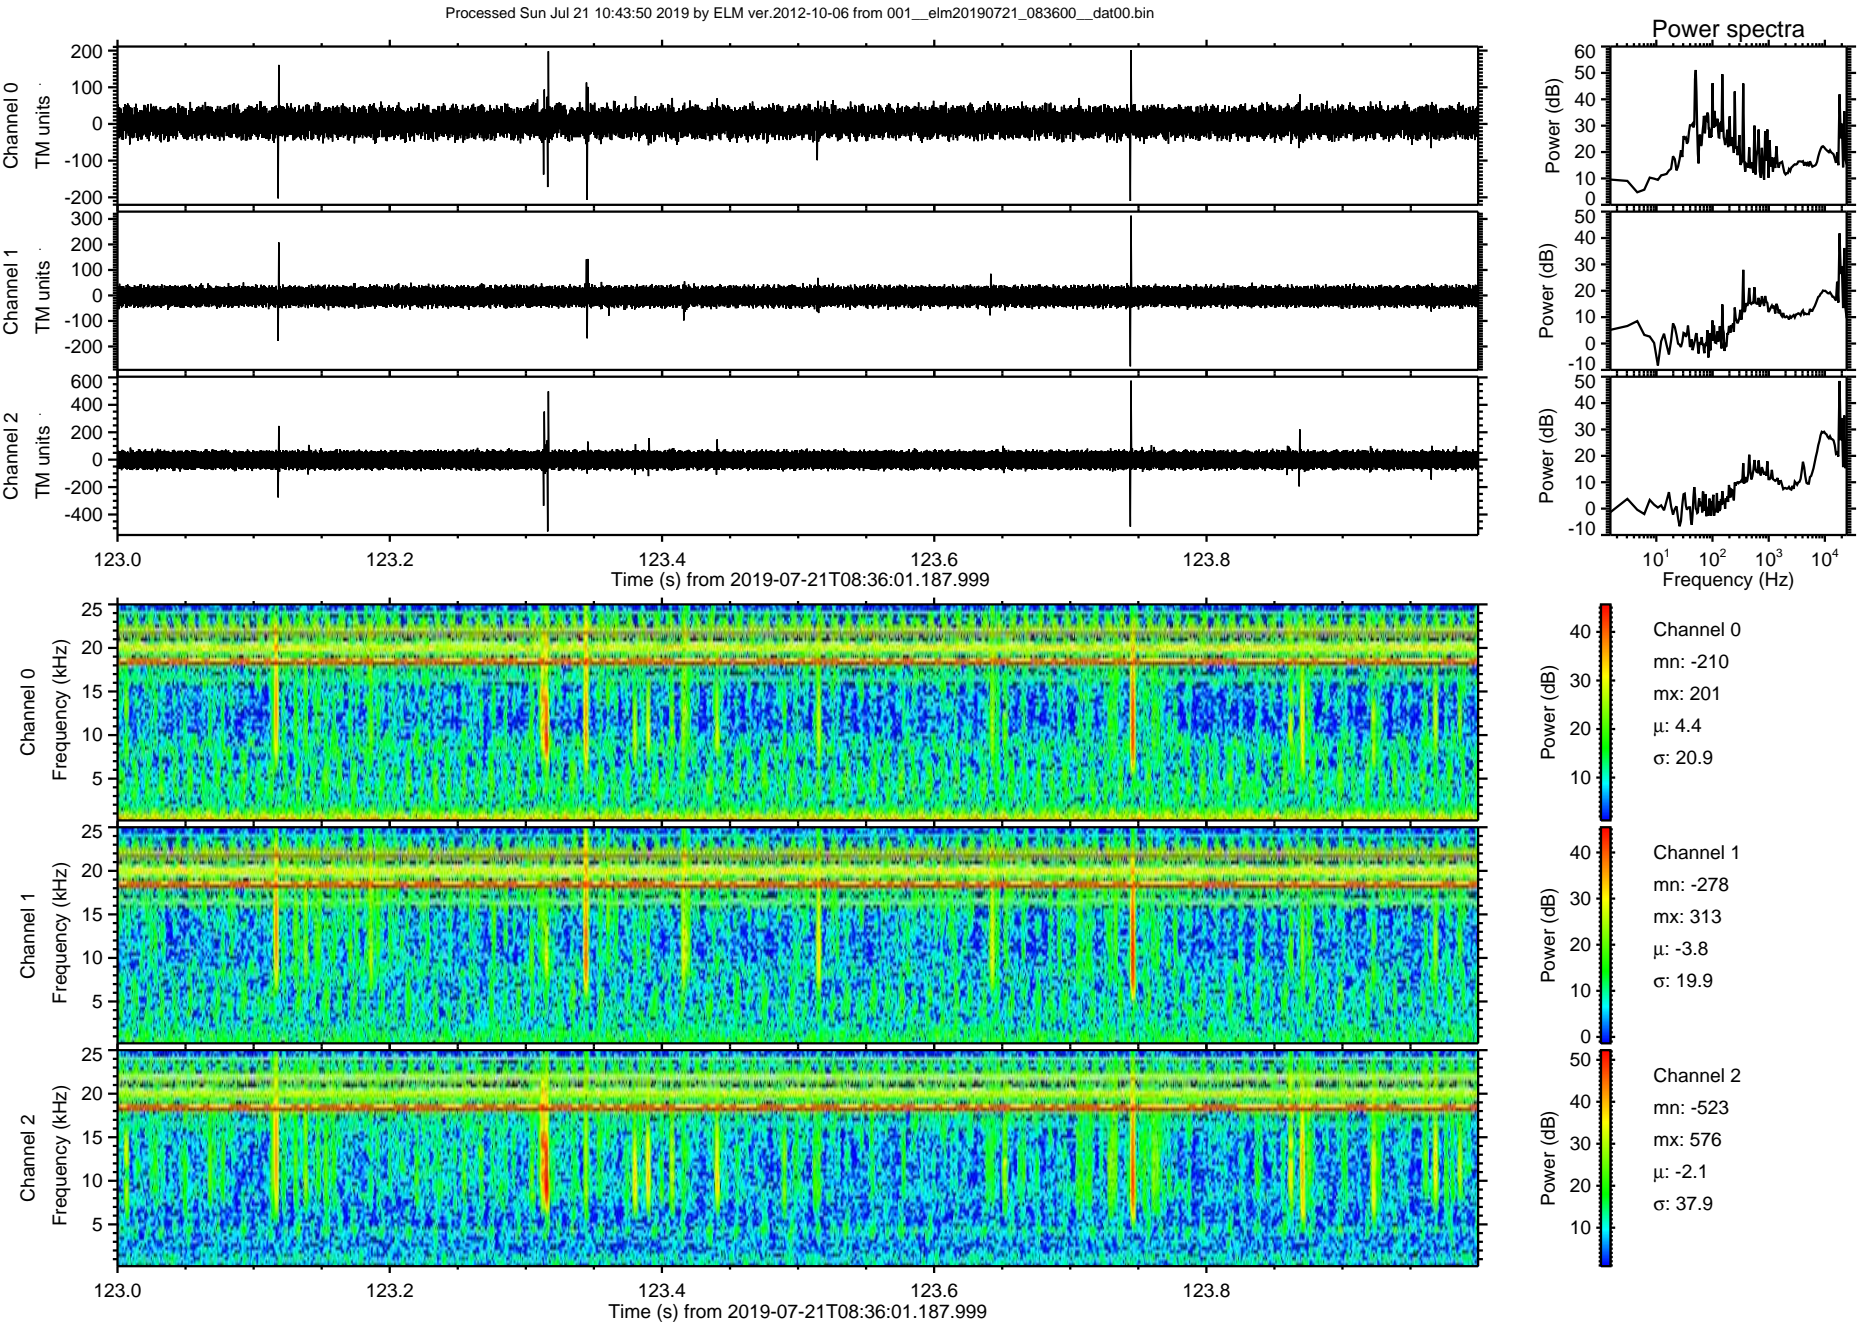 Processed Sun Jul 21 10:43:50 2019 by ELM ver.2012-10-06 from 001__elm20190721_083600__dat00.bin
Power spectra
Channel 0
TM units
200
100
0
-100
-200
Power (dB)
60
50
40
30
20
10
0
Channel 1
TM units
300
200
100
0
-100
-200
Power (dB)
50
40
30
20
10
0
-10
Channel 2
TM units
600
400
200
0
-200
-400
Power (dB)
50
40
30
20
10
0
-10
123.0 123.2 123.4 123.6 123.8
Time (s) from 2019-07-21T08:36:01.187.999
10¹ 10² 10³ 10⁴
Frequency (Hz)
Channel 0
Frequency (kHz)
25
20
15
10
5
Power (dB)
40
30
20
10
Channel 0
mn: -210
mx: 201
μ: 4.4
σ: 20.9
Channel 1
Frequency (kHz)
25
20
15
10
5
Power (dB)
40
30
20
10
0
Channel 1
mn: -278
mx: 313
μ: -3.8
σ: 19.9
Channel 2
Frequency (kHz)
25
20
15
10
5
Power (dB)
50
40
30
20
10
Channel 2
mn: -523
mx: 576
μ: -2.1
σ: 37.9
123.0 123.2 123.4 123.6 123.8
Time (s) from 2019-07-21T08:36:01.187.999